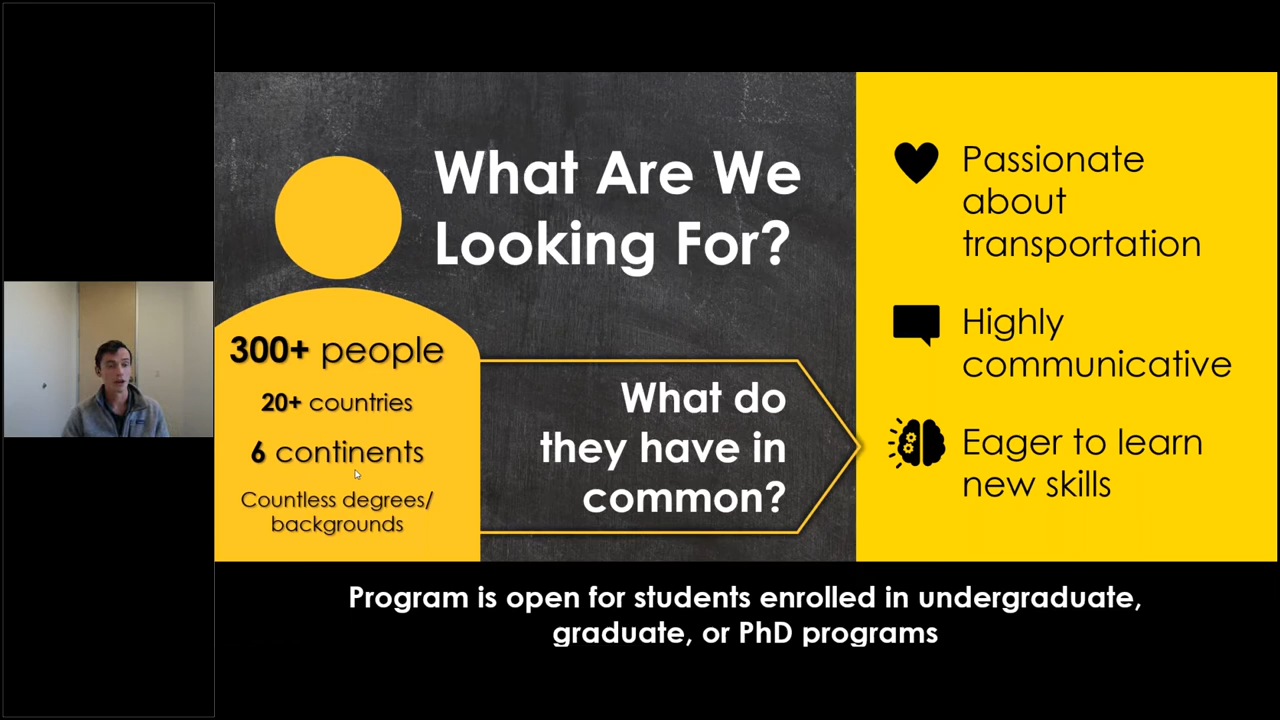 What Are We
Looking For?
300+ people
20+ countries
6 continents
Countless degrees/
backgrounds
What do
they have in
common?
Passionate
about
transportation
Highly
communicative
Eager to learn
new skills
Program is open for students enrolled in undergraduate,
graduate, or PhD programs